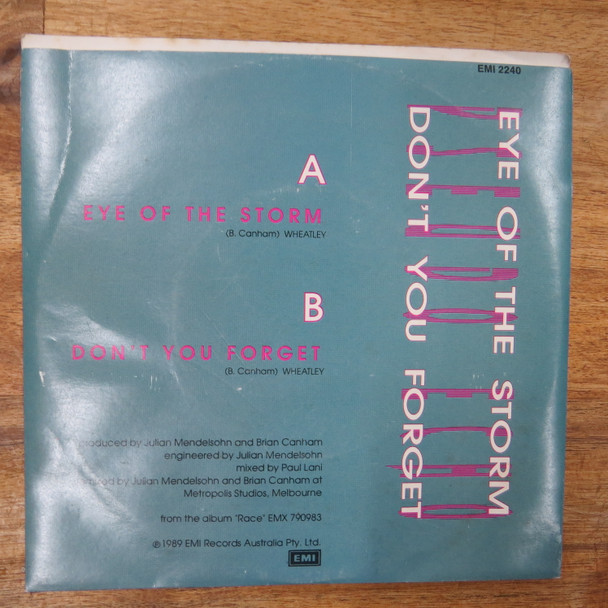 EMI 2240
A
EYE OF THE STORM
(B. Canham) WHEATLEY
B
DON'T YOU FORGET
(B. Canham) WHEATLEY
produced by Julian Mendelsohn and Brian Canham
engineered by Julian Mendelsohn
mixed by Paul Lani
by Julian Mendelsohn and Brian Canham at
Metropolis Studios, Melbourne
from the album "Race" EMX 790983
℗1989 EMI Records Australia Pty. Ltd.
EMI
EYE OF THE STORM
DON'T YOU FORGET